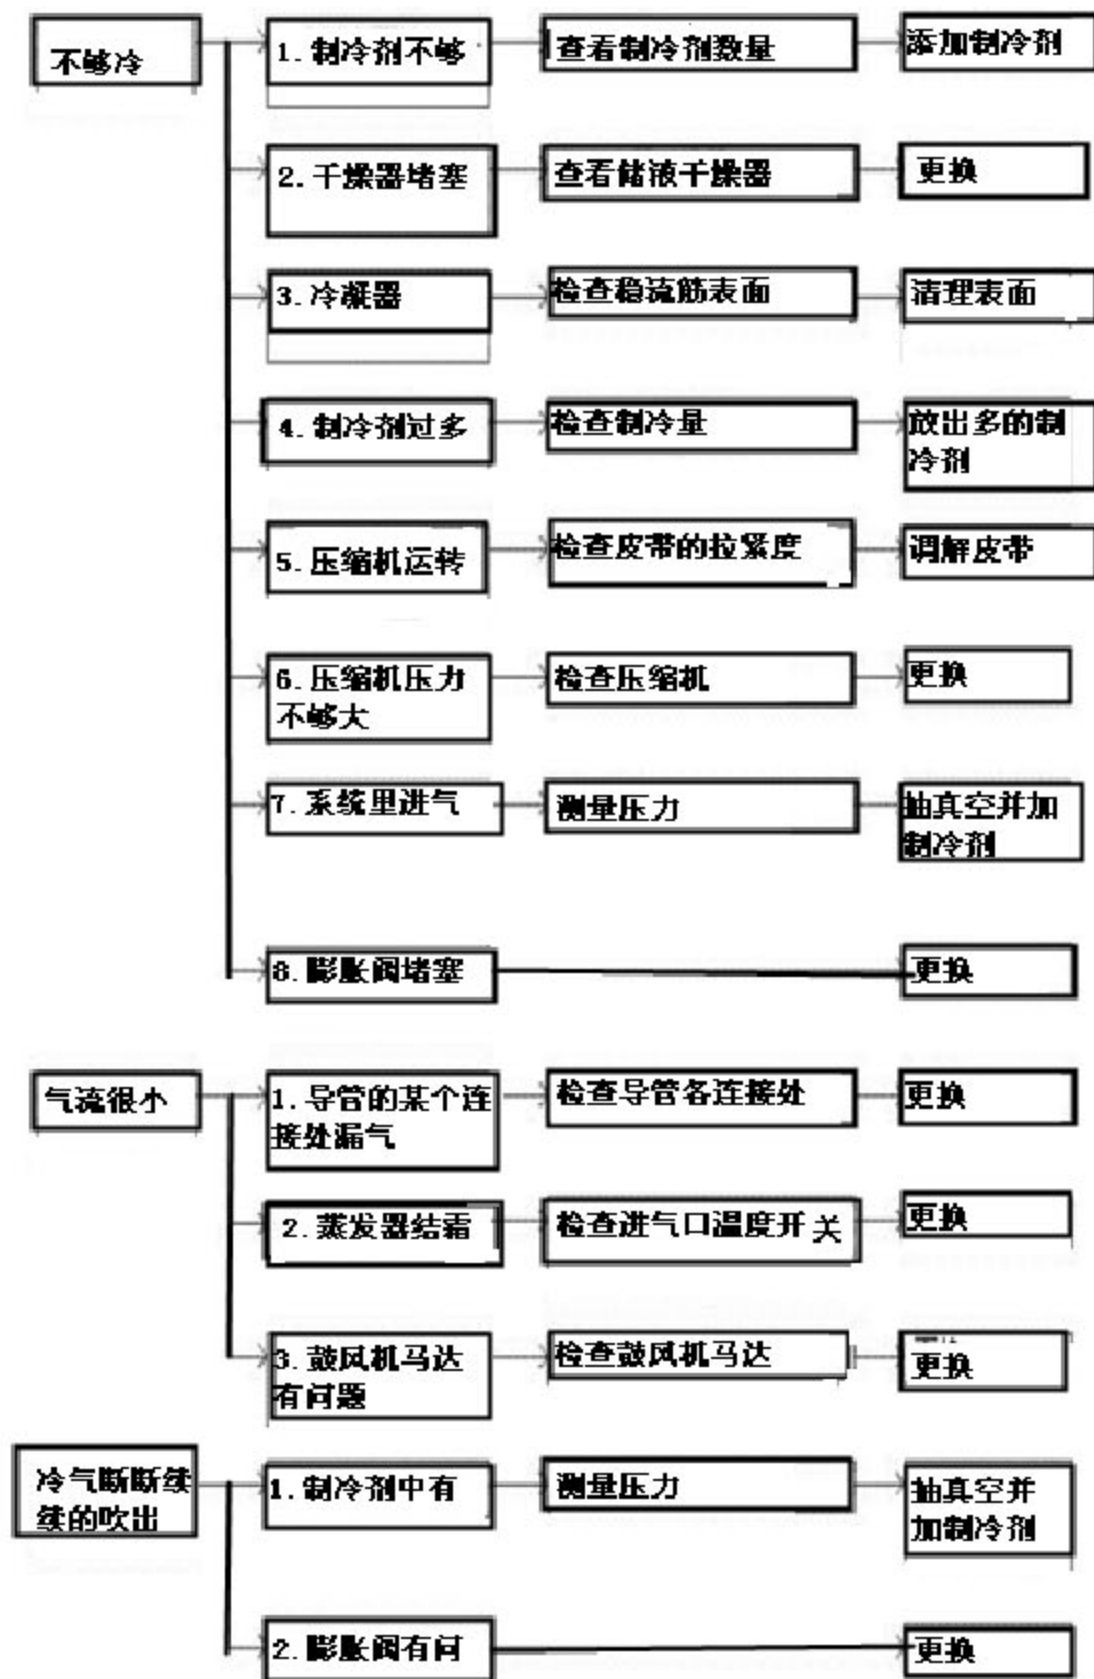 不够冷
1. 制冷剂不够
查看制冷剂数量
添加制冷剂
2. 干燥器堵塞
查看储液干燥器
更换
3. 冷凝器
检查稳流筋表面
清理表面
4. 制冷剂过多
检查制冷量
放出多的制
冷剂
5. 压缩机运转
检查皮带的拉紧度
调解皮带
6. 压缩机压力
不够大
检查压缩机
更换
7. 系统里进气
测量压力
抽真空并加
制冷剂
8. 膨胀阀堵塞
更换
气流很小
1. 导管的某个连
接处漏气
检查导管各连接处
更换
2. 蒸发器结霜
检查进气口温度开关
更换
3. 鼓风机马达
有问题
检查鼓风机马达
更换
冷气断断续
续的吹出
1. 制冷剂中有
测量压力
抽真空并
加制冷剂
2. 膨胀阀有问
更换